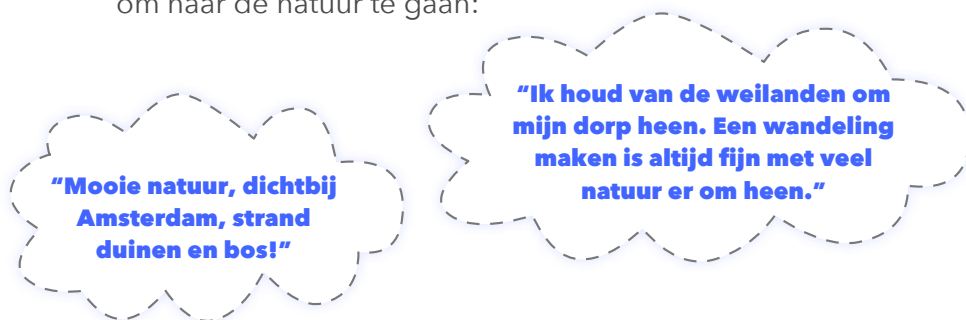 om naar de natuur te gaan:
“Ik houd van de weilanden om
mijn dorp heen. Een wandeling
maken is altijd fijn met veel
natuur er om heen.”
“Mooie natuur, dichtbij
Amsterdam, strand
duinen en bos!”